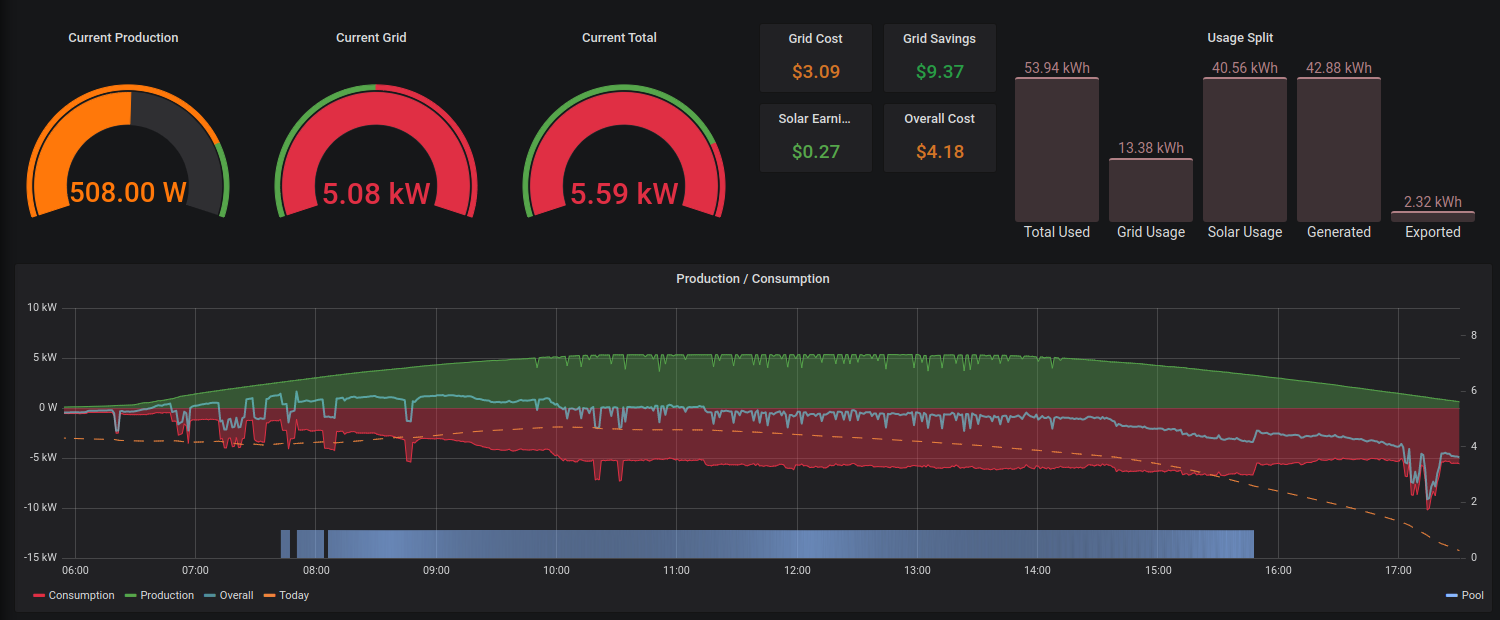 Current Production
508.00 W
Current Grid
5.08 kW
Current Total
5.59 kW
Grid Cost
$3.09
Grid Savings
$9.37
Solar Earni...
$0.27
Overall Cost
$4.18
Usage Split
53.94 kWh
13.38 kWh
40.56 kWh
42.88 kWh
2.32 kWh
Total Used
Grid Usage
Solar Usage
Generated
Exported
Production / Consumption
10 kW
5 kW
0 W
-5 kW
-10 kW
-15 kW
8
6
4
2
0
06:00
07:00
08:00
09:00
10:00
11:00
12:00
13:00
14:00
15:00
16:00
17:00
Consumption
Production
Overall
Today
Pool